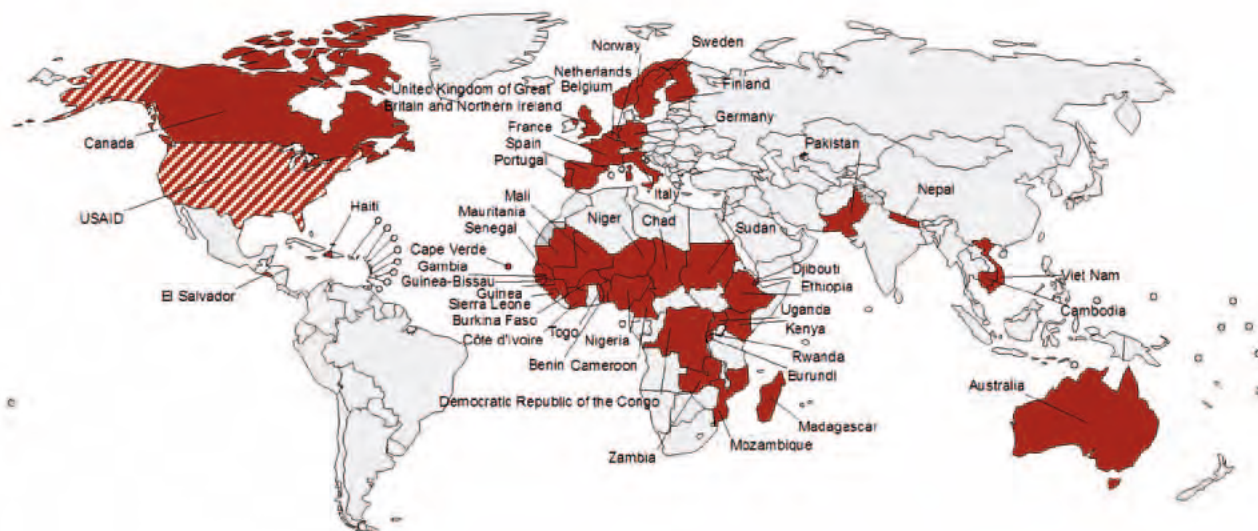 Norway
Sweden
Netherlands
Belgium
Finland
United Kingdom of Great
Britain and Northern Ireland
Germany
France
Canada
Spain
Pakistan
Portugal
Nepal
Italy
USAID
Haiti
Mali
Mauritania
Niger
Chad
Senegal
Sudan
Cape Verde
Gambia
Djibouti
Guinea-Bissau
Ethiopia
Viet Nam
El Salvador
Guinea
Sierra Leone
Uganda
Cambodia
Burkina Faso
Kenya
Côte d'ivoire
Togo
Nigeria
Rwanda
Benin
Cameroon
Burundi
Australia
Democratic Republic of the Congo
Madagascar
Mozambique
Zambia